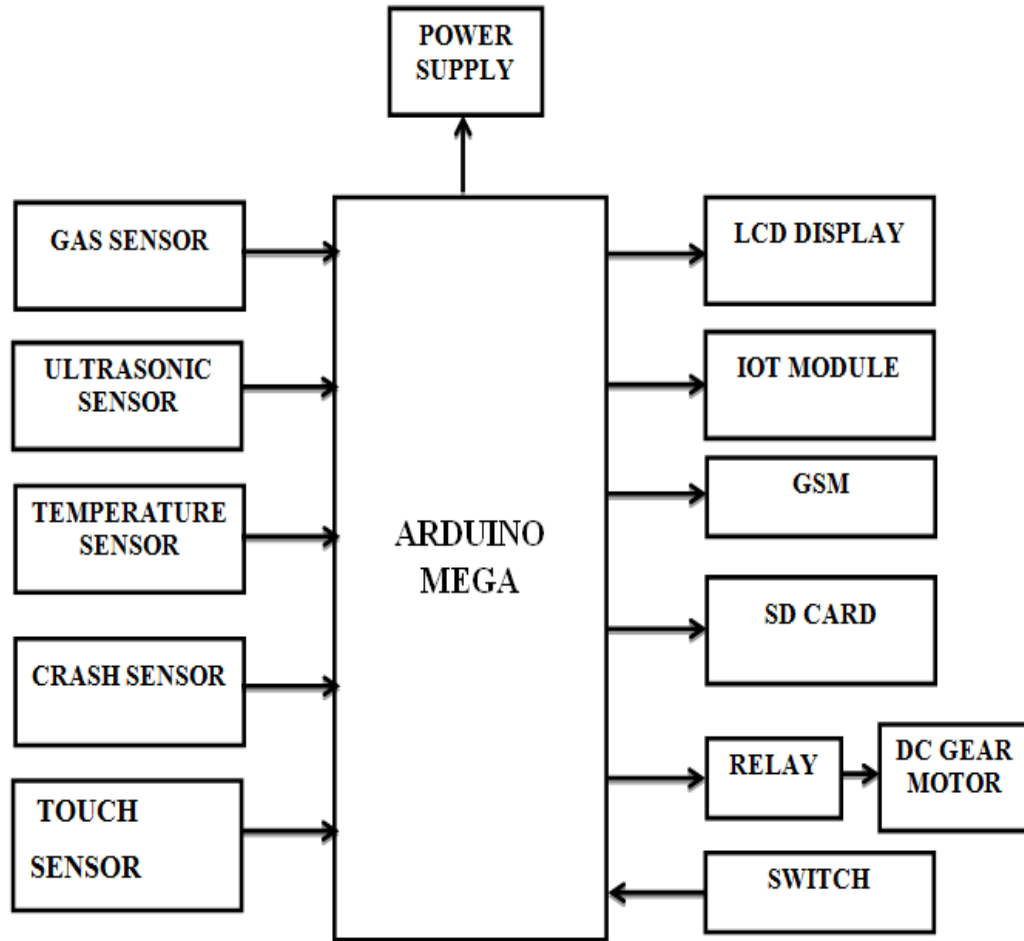 POWER
SUPPLY
GAS SENSOR
ULTRASONIC
SENSOR
TEMPERATURE
SENSOR
CRASH SENSOR
TOUCH
SENSOR
ARDUINO
MEGA
LCD DISPLAY
IOT MODULE
GSM
SD CARD
RELAY
DC GEAR
MOTOR
SWITCH